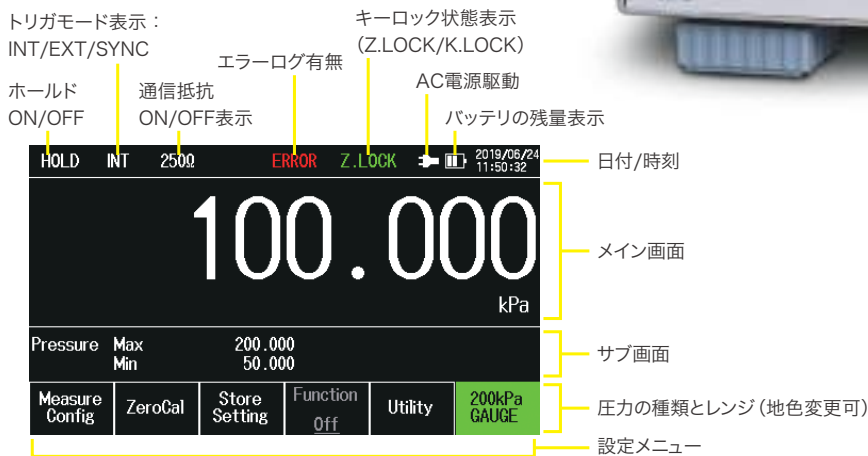 トリガモード表示：
INT/EXT/SYNC
キーロック状態表示
（Z.LOCK/K.LOCK）
エラーログ有無
ホールド
ON/OFF
通信抵抗
ON/OFF表示
AC電源駆動
バッテリの残量表示
HOLD INT 250Ω ERROR Z.LOCK 2019/06/24
11:50:32
日付/時刻
100.000
kPa
メイン画面
Pressure Max 200.000
Min 50.000
サブ画面
Measure
Config
ZeroCal
Store
Setting
Function
Off
Utility
200kPa
GAUGE
圧力の種類とレンジ（地色変更可）
設定メニュー